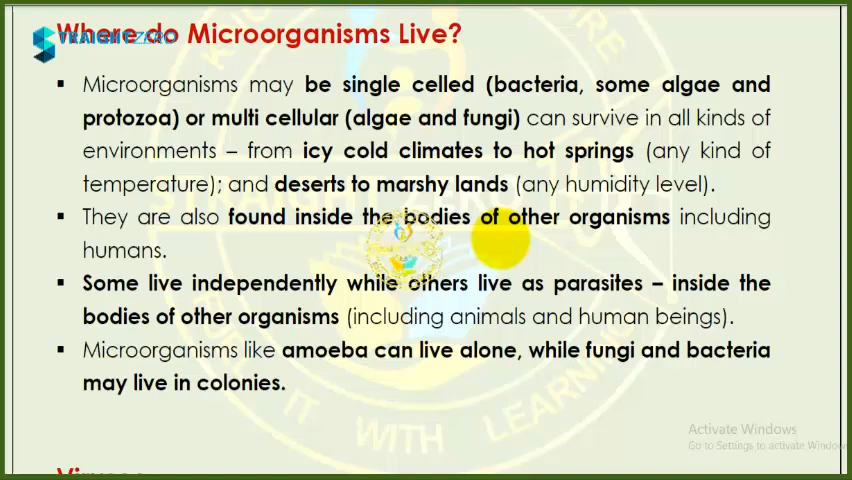 Where do Microorganisms Live?
STRAIGHTZERO
▪ Microorganisms may be single celled (bacteria, some algae and
protozoa) or multi cellular (algae and fungi) can survive in all kinds of
environments – from icy cold climates to hot springs (any kind of
temperature); and deserts to marshy lands (any humidity level).
▪ They are also found inside the bodies of other organisms including
humans.
▪ Some live independently while others live as parasites – inside the
bodies of other organisms (including animals and human beings).
▪ Microorganisms like amoeba can live alone, while fungi and bacteria
may live in colonies.
IT WITH LEARNING
Activate Windows
Go to Settings to activate Windows